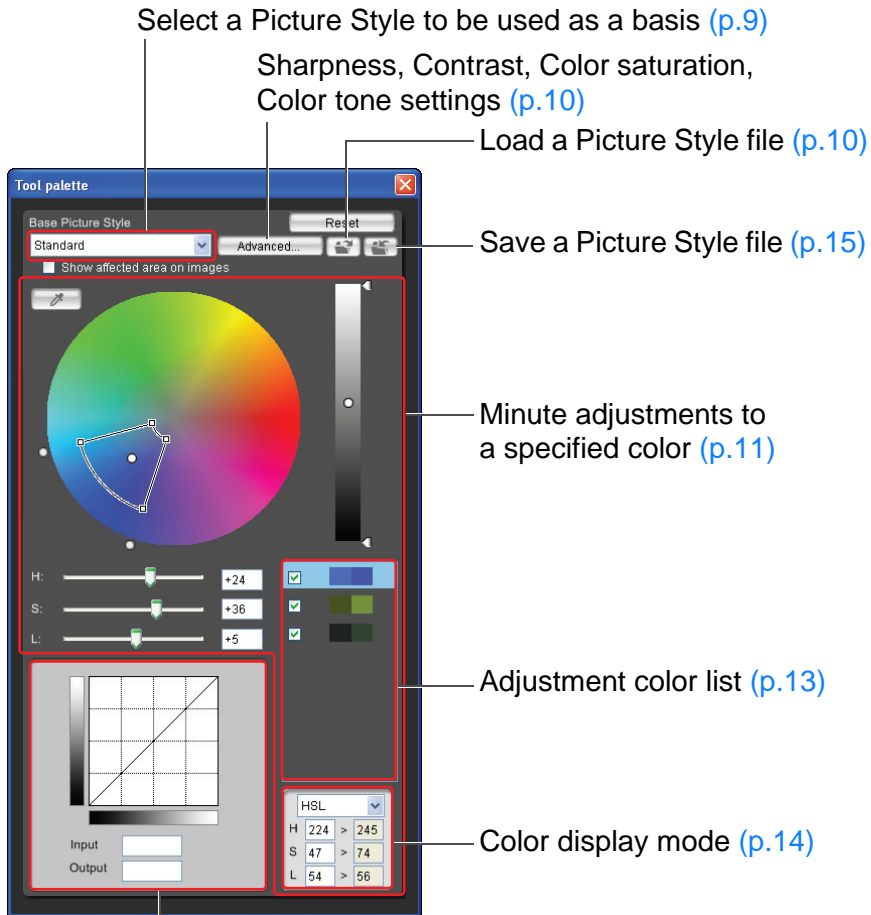 Select a Picture Style to be used as a basis (p.9)
Sharpness, Contrast, Color saturation,
Color tone settings (p.10)
Load a Picture Style file (p.10)
Tool palette
Base Picture Style
Reset
Standard
Advanced...
Save a Picture Style file (p.15)
Show affected area on images
Minute adjustments to
a specified color (p.11)
H: +24
S: +36
L: +5
Adjustment color list (p.13)
HSL
H 224 > 245
S 47 > 74
L 54 > 56
Color display mode (p.14)
Input
Output